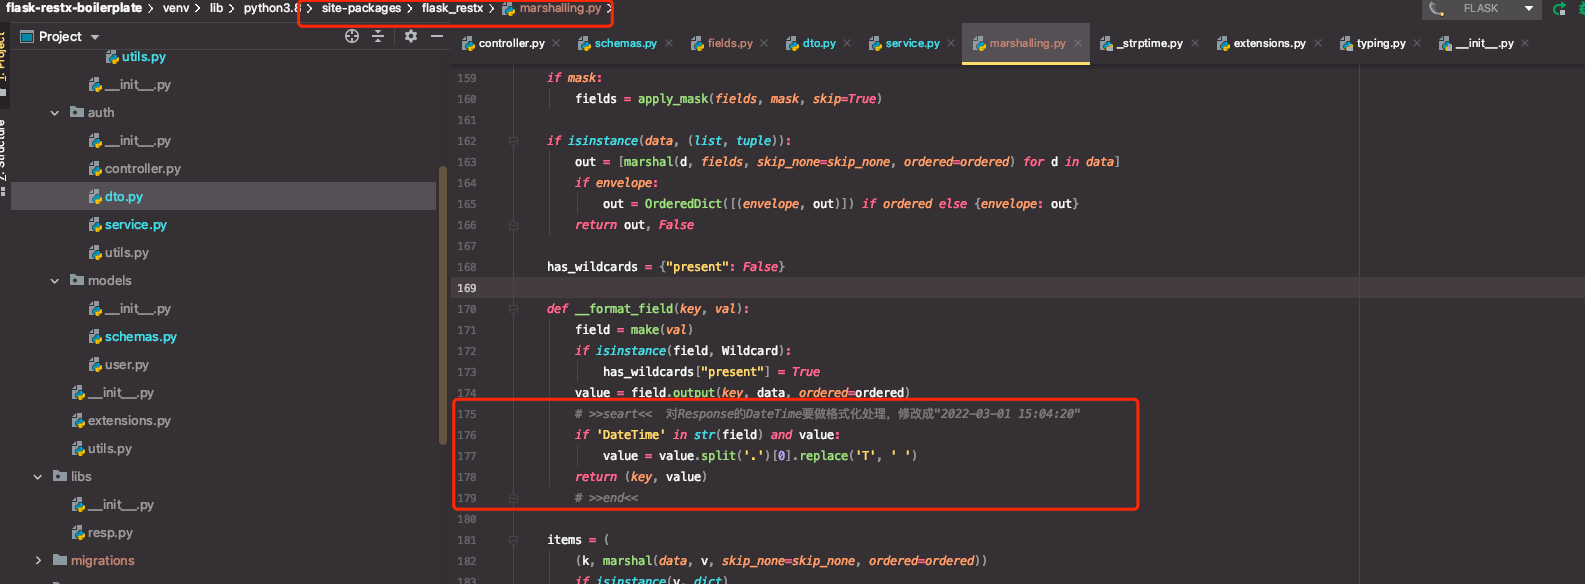 flask-restx-boilerplate > venv > lib > python3.8 > site-packages > flask_restx > marshalling.py >
FLASK
Project
controller.py
schemas.py
fields.py
dto.py
service.py
marshalling.py
_strptime.py
extensions.py
typing.py
__init__.py
utils.py
__init__.py
auth
__init__.py
controller.py
dto.py
service.py
utils.py
models
__init__.py
schemas.py
user.py
__init__.py
extensions.py
utils.py
libs
__init__.py
resp.py
migrations
159 if mask:
160 fields = apply_mask(fields, mask, skip=True)
161
162 if isinstance(data, (list, tuple)):
163 out = [marshal(d, fields, skip_none=skip_none, ordered=ordered) for d in data]
164 if envelope:
165 out = OrderedDict([(envelope, out)]) if ordered else {envelope: out}
166 return out, False
167
168 has_wildcards = {"present": False}
169
170 def __format_field(key, val):
171 field = make(val)
172 if isinstance(field, Wildcard):
173 has_wildcards["present"] = True
174 value = field.output(key, data, ordered=ordered)
175 # >>seart<< 对Response的DateTime要做格式化处理，修改成"2022-03-01 15:04:20"
176 if 'DateTime' in str(field) and value:
177 value = value.split('.')[0].replace('T', ' ')
178 return (key, value)
179 # >>end<<
180
181 items = (
182 (k, marshal(data, v, skip_none=skip_none, ordered=ordered))
183 if isinstance(v, dict)